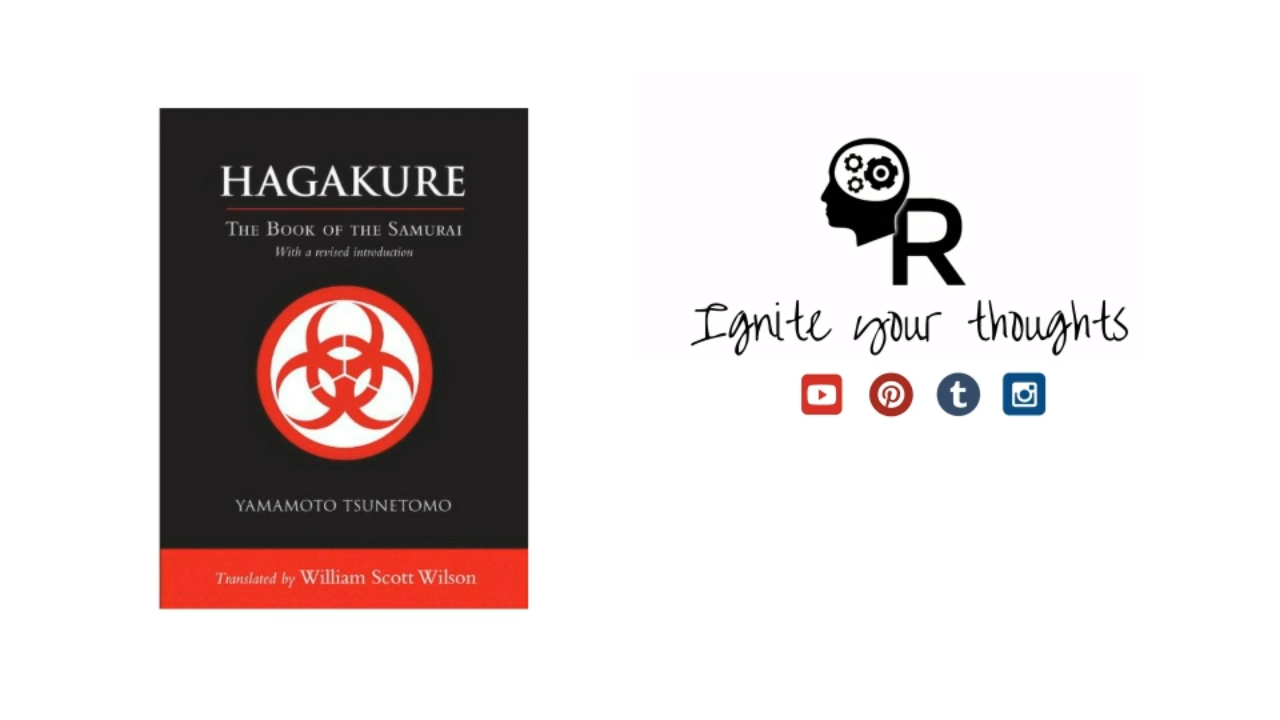 HAGAKURE
THE BOOK OF THE SAMURAI
With a revised introduction
YAMAMOTO TSUNETOMO
Translated by William Scott Wilson
R
Ignite your thoughts
t